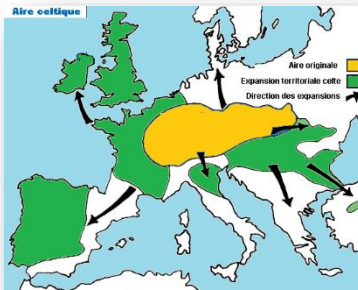 Aire celtique
Aire originale
Expansion territoriale celte
Direction des expansions